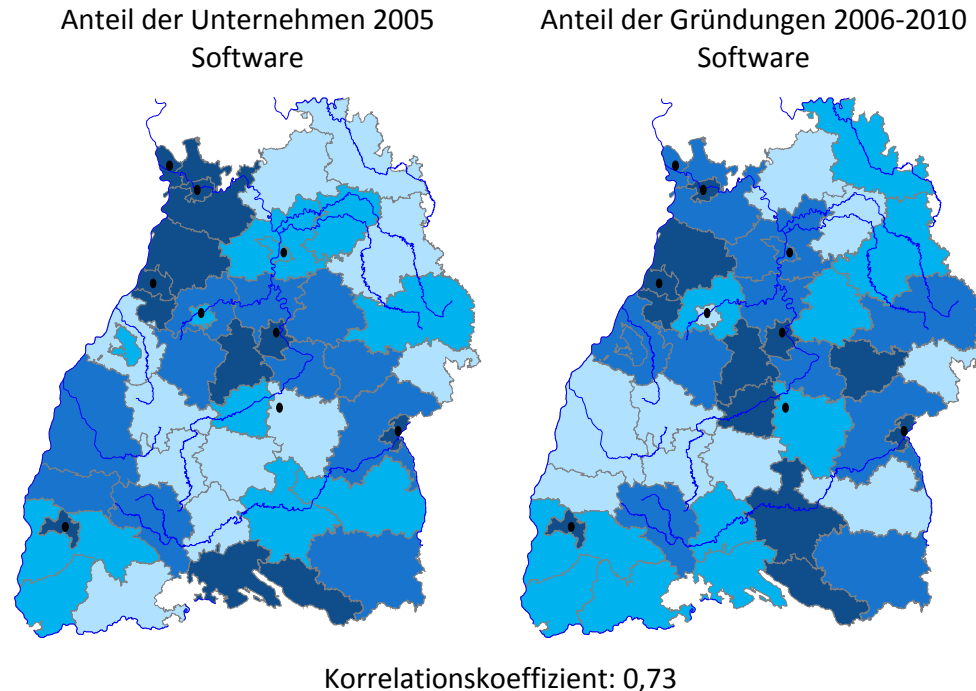 Anteil der Unternehmen 2005
Software
Anteil der Gründungen 2006-2010
Software
Korrelationskoeffizient: 0,73